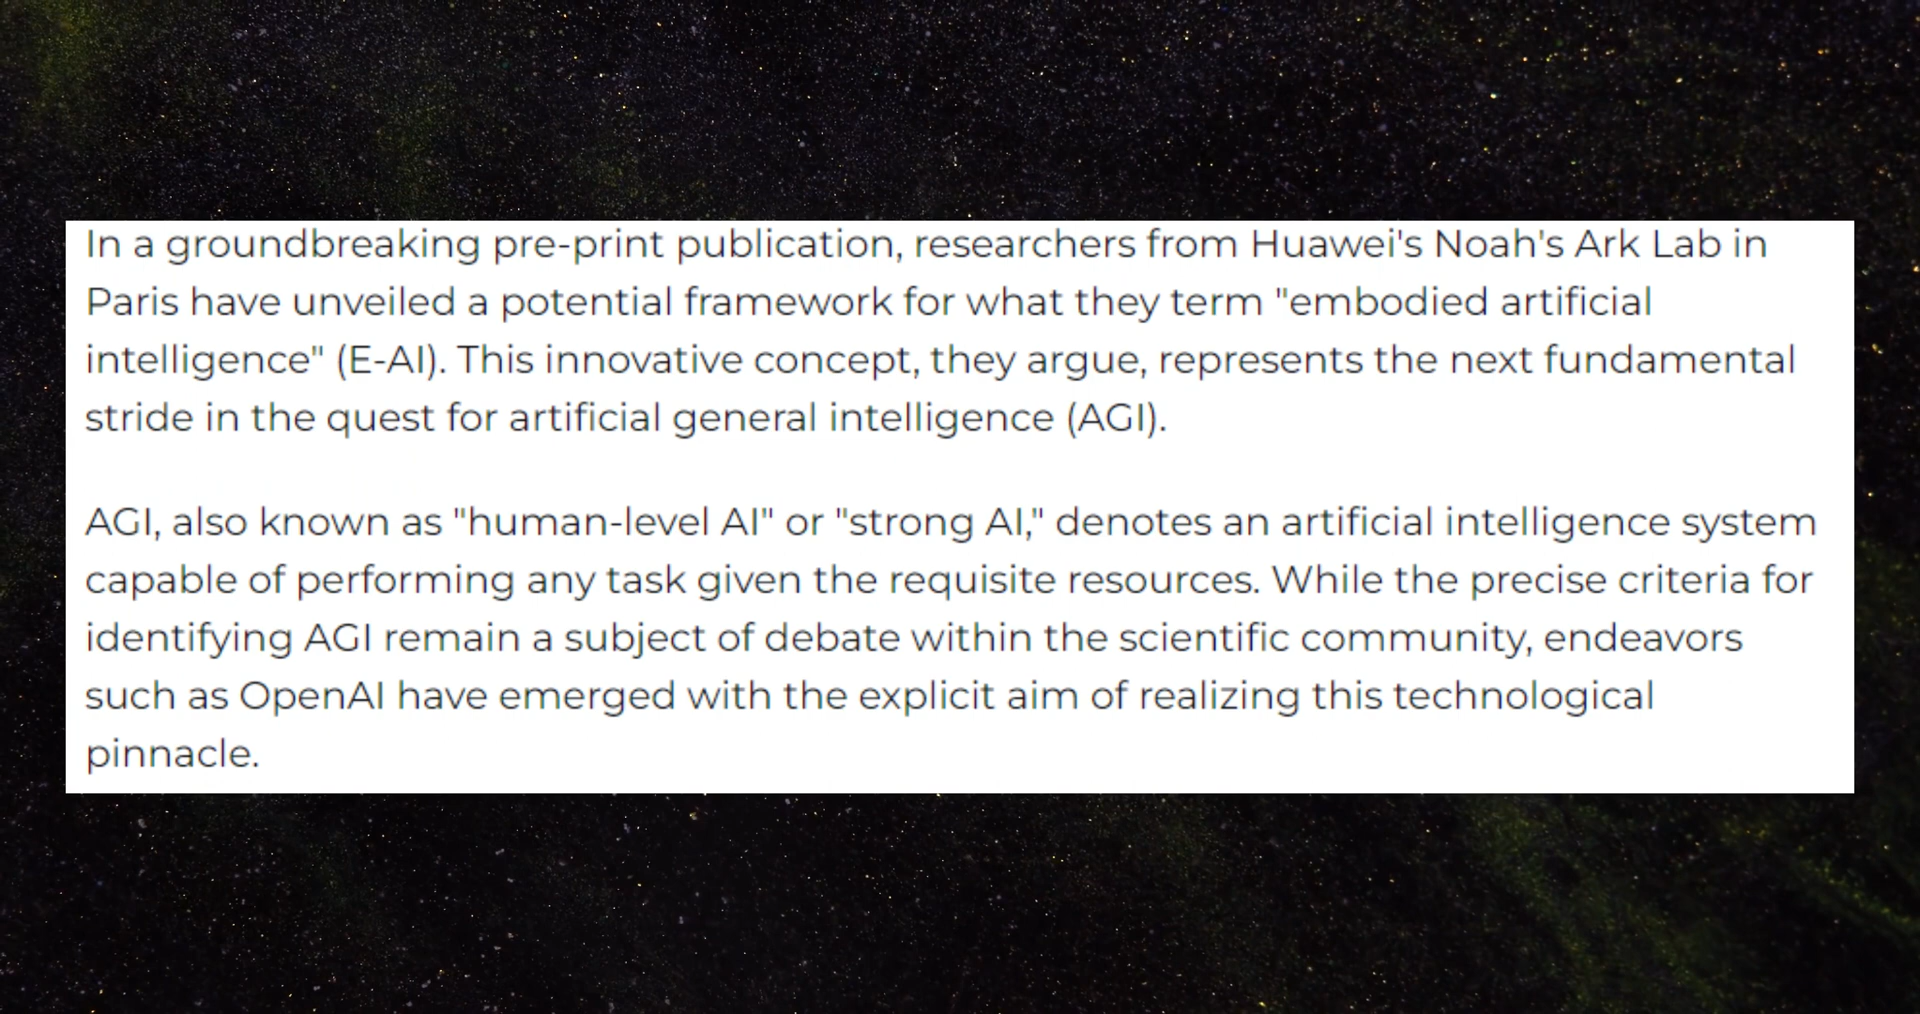 In a groundbreaking pre-print publication, researchers from Huawei's Noah's Ark Lab in
Paris have unveiled a potential framework for what they term "embodied artificial
intelligence" (E-AI). This innovative concept, they argue, represents the next fundamental
stride in the quest for artificial general intelligence (AGI).
AGI, also known as "human-level AI" or "strong AI," denotes an artificial intelligence system
capable of performing any task given the requisite resources. While the precise criteria for
identifying AGI remain a subject of debate within the scientific community, endeavors
such as OpenAI have emerged with the explicit aim of realizing this technological
pinnacle.